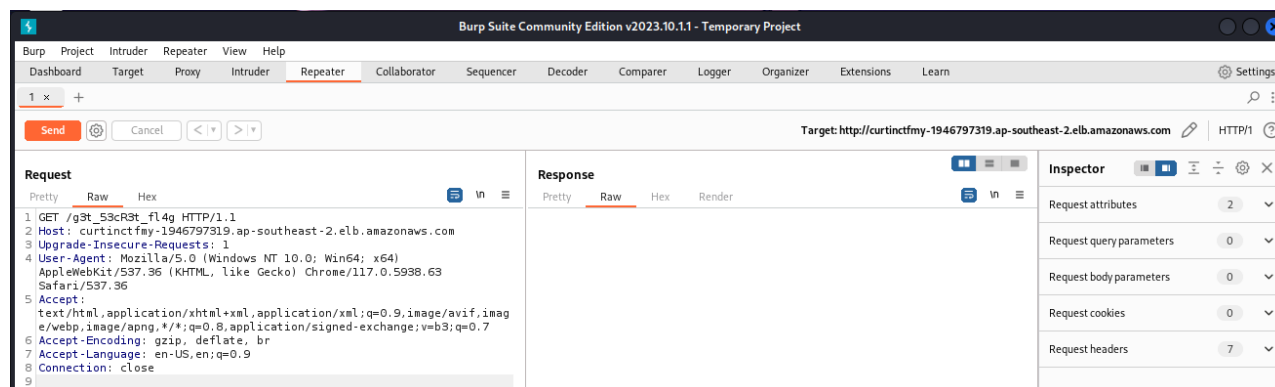 Burp Suite Community Edition v2023.10.1.1 - Temporary Project
Burp Project Intruder Repeater View Help
Dashboard Target Proxy Intruder Repeater Collaborator Sequencer Decoder Comparer Logger Organizer Extensions Learn Settings
1 × +
Send Cancel < > Target: http://curtinctfmy-1946797319.ap-southeast-2.elb.amazonaws.com HTTP/1
Request
Pretty Raw Hex \n
1 GET /g3t_53cR3t_fl4g HTTP/1.1
2 Host: curtinctfmy-1946797319.ap-southeast-2.elb.amazonaws.com
3 Upgrade-Insecure-Requests: 1
4 User-Agent: Mozilla/5.0 (Windows NT 10.0; Win64; x64)
AppleWebKit/537.36 (KHTML, like Gecko) Chrome/117.0.5938.63
Safari/537.36
5 Accept:
text/html,application/xhtml+xml,application/xml;q=0.9,image/avif,imag
e/webp,image/apng,*/*;q=0.8,application/signed-exchange;v=b3;q=0.7
6 Accept-Encoding: gzip, deflate, br
7 Accept-Language: en-US,en;q=0.9
8 Connection: close
9
Response
Pretty Raw Hex Render \n
Inspector
Request attributes 2
Request query parameters 0
Request body parameters 0
Request cookies 0
Request headers 7